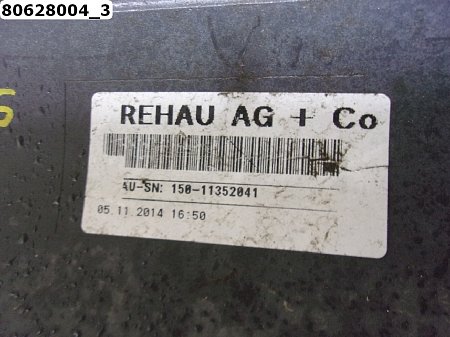 80628004_3
REHAU AG + Co
AU-SN: 150-11352041
05.11.2014 16:50